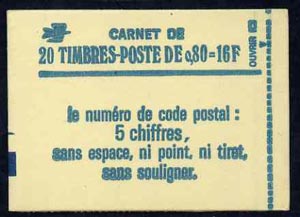 CARNET DE
20 TIMBRES-POSTE DE 0,80=16F
OUVRIR
le numéro de code postal :
5 chiffres,
sans espace, ni point, ni tiret,
sans souligner.